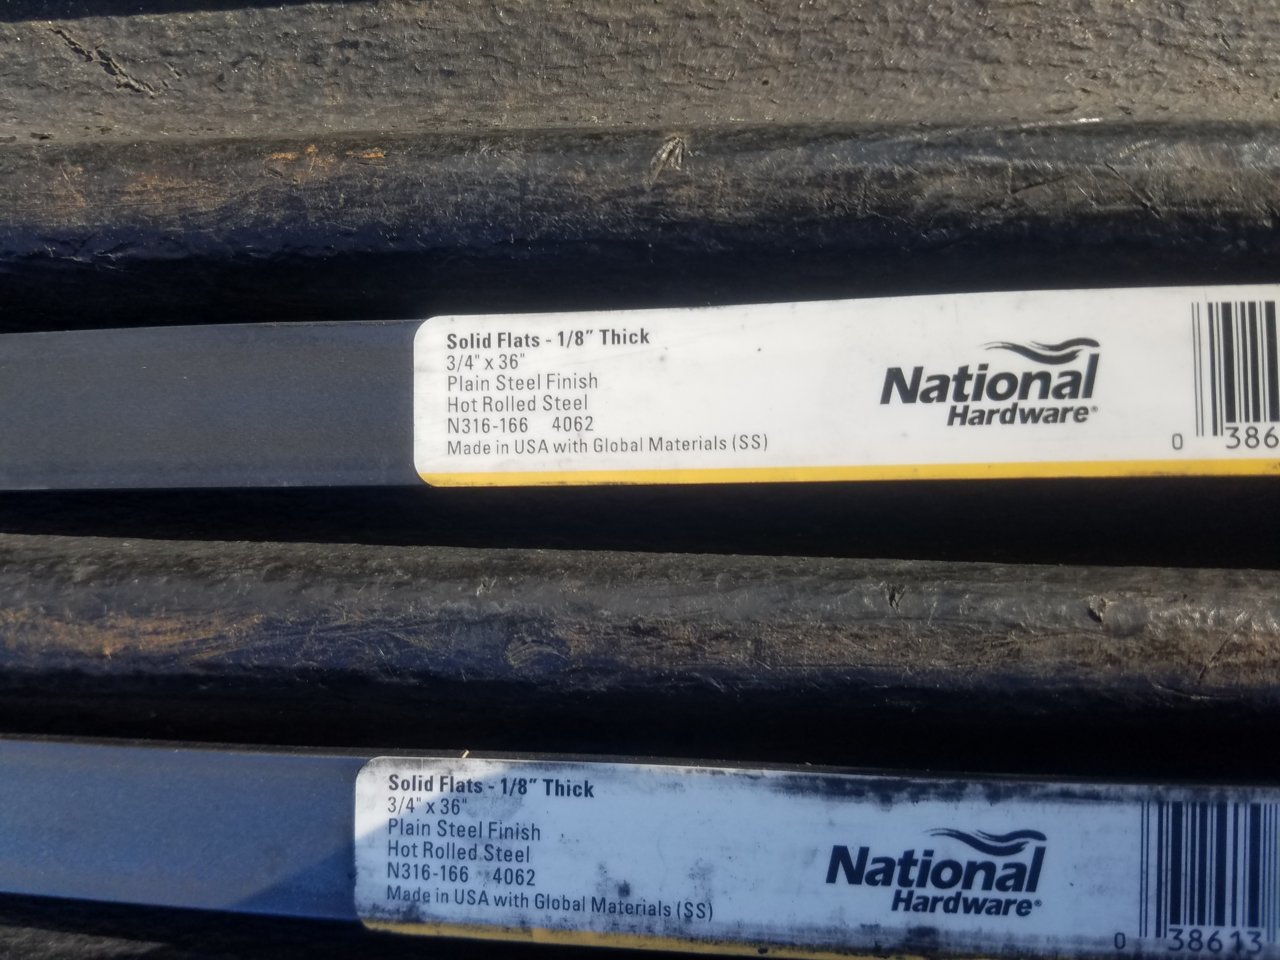 Solid Flats - 1/8" Thick
3/4" x 36"
Plain Steel Finish
Hot Rolled Steel
N316-166 4062
Made in USA with Global Materials (SS)
National
Hardware®
0 386
Solid Flats - 1/8" Thick
3/4" x 36"
Plain Steel Finish
Hot Rolled Steel
N316-166 4062
Made in USA with Global Materials (SS)
National
Hardware®
0 38613